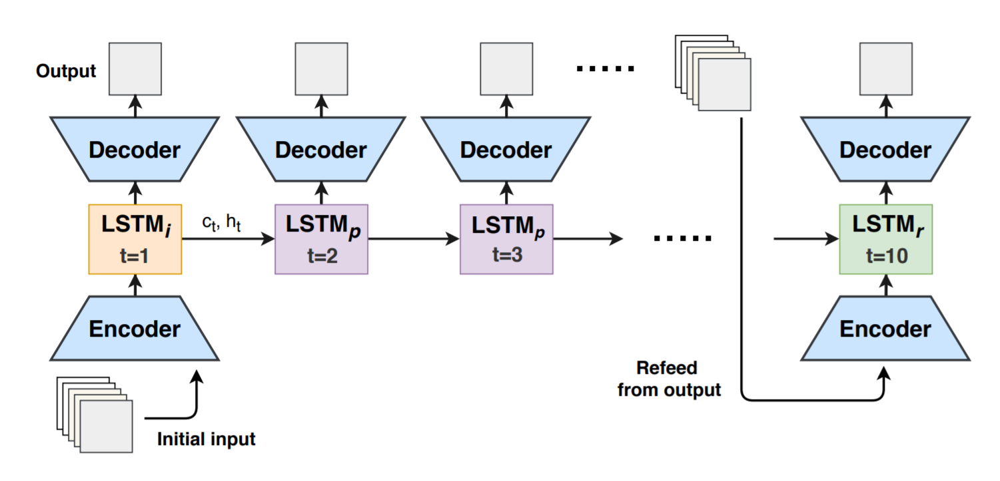 Output
Decoder
Decoder
Decoder
Decoder
LSTMi
t=1
ct, ht
LSTMp
t=2
LSTMp
t=3
LSTMr
t=10
Encoder
Encoder
Initial input
Refeed
from output